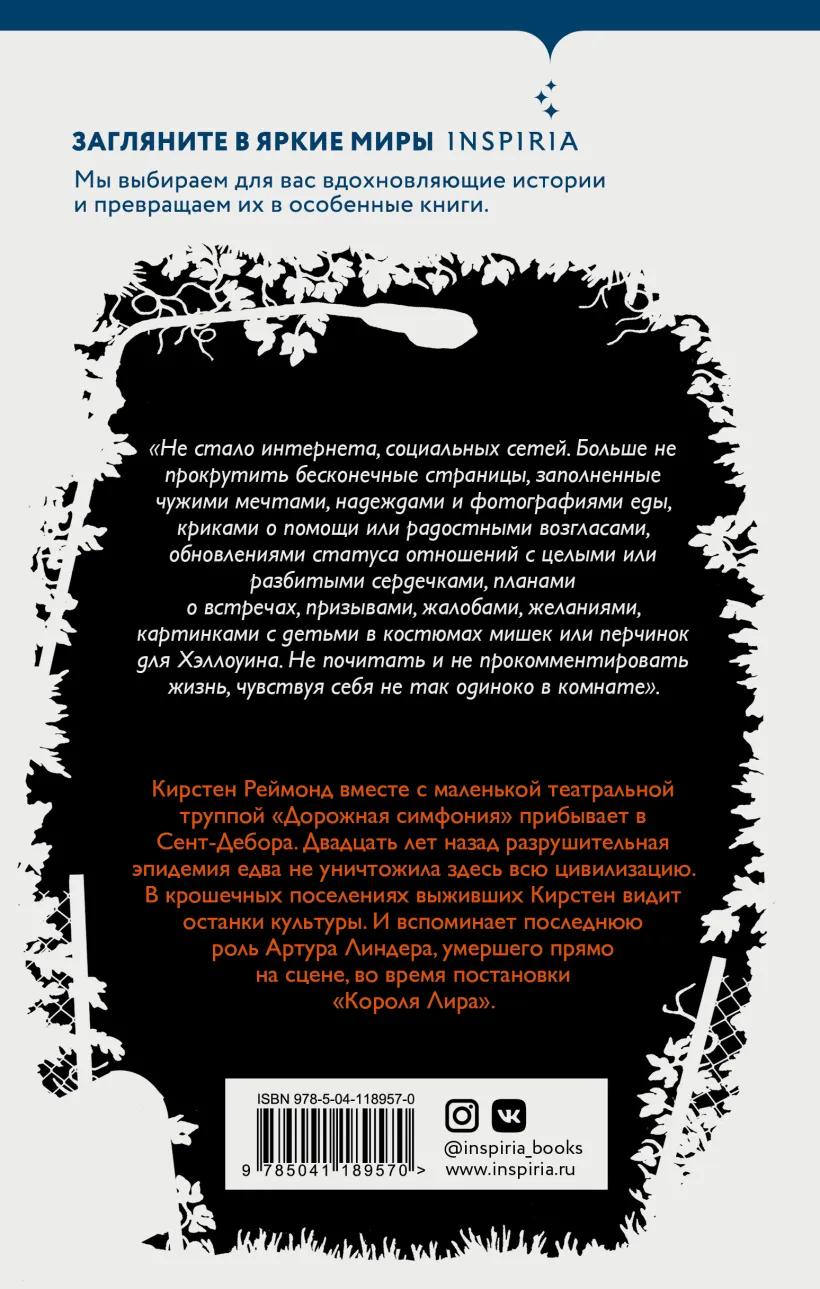 ЗАГЛЯНИТЕ В ЯРКИЕ МИРЫ INSPIRIA
Мы выбираем для вас вдохновляющие истории
и превращаем их в особенные книги.
«Не стало интернета, социальных сетей. Больше не
прокрутить бесконечные страницы, заполненные
чужими мечтами, надеждами и фотографиями еды,
криками о помощи или радостными возгласами,
обновлениями статуса отношений с целыми или
разбитыми сердечками, планами
о встречах, призывами, жалобами, желаниями,
картинками с детьми в костюмах мишек или перчинок
для Хэллоуина. Не почитать и не прокомментировать
жизнь, чувствуя себя не так одиноко в комнате».
Кирстен Реймонд вместе с маленькой театральной
труппой «Дорожная симфония» прибывает в
Сент-Дебора. Двадцать лет назад разрушительная
эпидемия едва не уничтожила здесь всю цивилизацию.
В крошечных поселениях выживших Кирстен видит
останки культуры. И вспоминает последнюю
роль Артура Линдера, умершего прямо
на сцене, во время постановки
«Короля Лира».
ISBN 978-5-04-118957-0
9 785041 189570 >
@inspiria_books
www.inspiria.ru